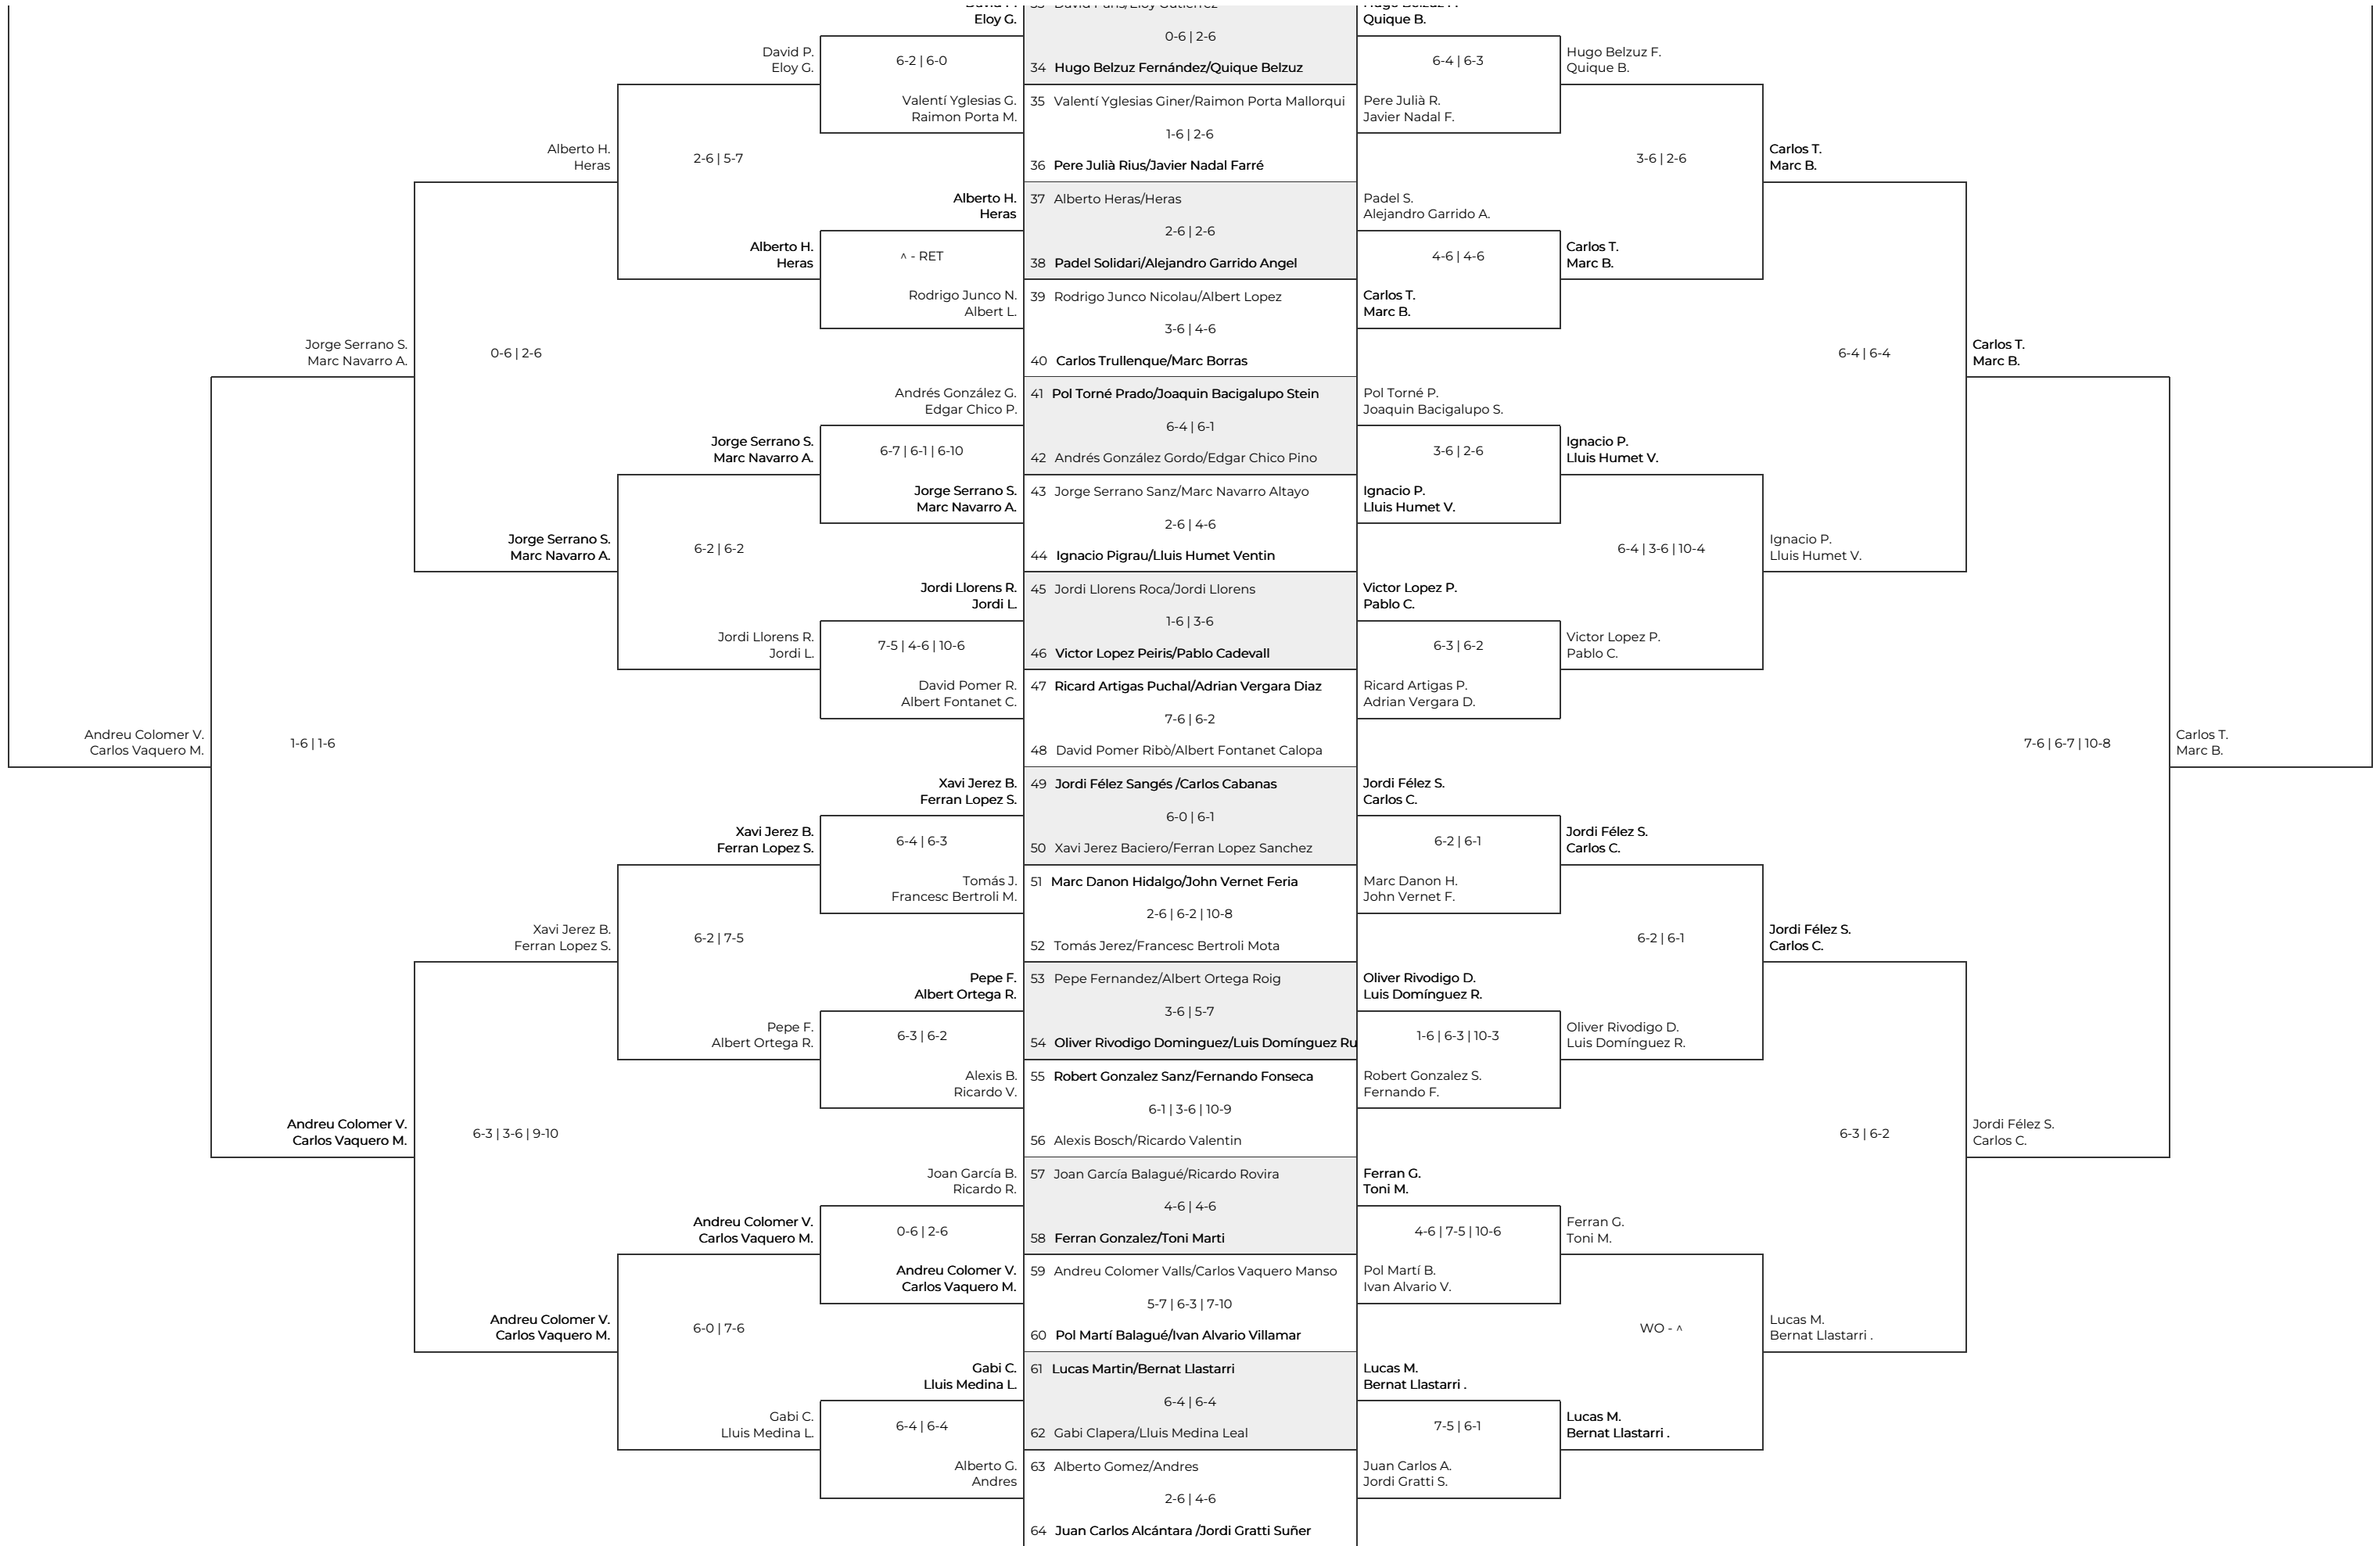 Eloy G.
Quique B.
0-6 | 2-6
David P.
Eloy G.
6-2 | 6-0
34 Hugo Belzuz Fernández/Quique Belzuz
6-4 | 6-3
Hugo Belzuz F.
Quique B.
Valentí Yglesias G.
Raimon Porta M.
35 Valentí Yglesias Giner/Raimon Porta Mallorqui
Pere Julià R.
Javier Nadal F.
1-6 | 2-6
Alberto H.
Heras
2-6 | 5-7
36 Pere Julià Rius/Javier Nadal Farré
3-6 | 2-6
Carlos T.
Marc B.
Alberto H.
Heras
37 Alberto Heras/Heras
Padel S.
Alejandro Garrido A.
2-6 | 2-6
Alberto H.
Heras
^ - RET
38 Padel Solidari/Alejandro Garrido Angel
4-6 | 4-6
Carlos T.
Marc B.
Rodrigo Junco N.
Albert L.
39 Rodrigo Junco Nicolau/Albert Lopez
Carlos T.
Marc B.
3-6 | 4-6
Jorge Serrano S.
Marc Navarro A.
0-6 | 2-6
40 Carlos Trullenque/Marc Borras
6-4 | 6-4
Carlos T.
Marc B.
Andrés González G.
Edgar Chico P.
41 Pol Torné Prado/Joaquin Bacigalupo Stein
Pol Torné P.
Joaquin Bacigalupo S.
6-4 | 6-1
Jorge Serrano S.
Marc Navarro A.
6-7 | 6-1 | 6-10
42 Andrés González Gordo/Edgar Chico Pino
3-6 | 2-6
Ignacio P.
Lluis Humet V.
Jorge Serrano S.
Marc Navarro A.
43 Jorge Serrano Sanz/Marc Navarro Altayo
Ignacio P.
Lluis Humet V.
2-6 | 4-6
Jorge Serrano S.
Marc Navarro A.
6-2 | 6-2
44 Ignacio Pigrau/Lluis Humet Ventin
6-4 | 3-6 | 10-4
Ignacio P.
Lluis Humet V.
Jordi Llorens R.
Jordi L.
45 Jordi Llorens Roca/Jordi Llorens
Victor Lopez P.
Pablo C.
1-6 | 3-6
Jordi Llorens R.
Jordi L.
7-5 | 4-6 | 10-6
46 Victor Lopez Peiris/Pablo Cadevall
6-3 | 6-2
Victor Lopez P.
Pablo C.
David Pomer R.
Albert Fontanet C.
47 Ricard Artigas Puchal/Adrian Vergara Diaz
Ricard Artigas P.
Adrian Vergara D.
7-6 | 6-2
Andreu Colomer V.
Carlos Vaquero M.
1-6 | 1-6
48 David Pomer Ribò/Albert Fontanet Calopa
7-6 | 6-7 | 10-8
Carlos T.
Marc B.
Xavi Jerez B.
Ferran Lopez S.
49 Jordi Félez Sangés /Carlos Cabanas
Jordi Félez S.
Carlos C.
6-0 | 6-1
Xavi Jerez B.
Ferran Lopez S.
6-4 | 6-3
50 Xavi Jerez Baciero/Ferran Lopez Sanchez
6-2 | 6-1
Jordi Félez S.
Carlos C.
Tomás J.
Francesc Bertroli M.
51 Marc Danon Hidalgo/John Vernet Feria
Marc Danon H.
John Vernet F.
2-6 | 6-2 | 10-8
Xavi Jerez B.
Ferran Lopez S.
6-2 | 7-5
52 Tomás Jerez/Francesc Bertroli Mota
6-2 | 6-1
Jordi Félez S.
Carlos C.
Pepe F.
Albert Ortega R.
53 Pepe Fernandez/Albert Ortega Roig
Oliver Rivodigo D.
Luis Domínguez R.
3-6 | 5-7
Pepe F.
Albert Ortega R.
6-3 | 6-2
54 Oliver Rivodigo Dominguez/Luis Domínguez Ru
1-6 | 6-3 | 10-3
Oliver Rivodigo D.
Luis Domínguez R.
Alexis B.
Ricardo V.
55 Robert Gonzalez Sanz/Fernando Fonseca
Robert Gonzalez S.
Fernando F.
6-1 | 3-6 | 10-9
Andreu Colomer V.
Carlos Vaquero M.
6-3 | 3-6 | 9-10
56 Alexis Bosch/Ricardo Valentin
6-3 | 6-2
Jordi Félez S.
Carlos C.
Joan García B.
Ricardo R.
57 Joan García Balagué/Ricardo Rovira
Ferran G.
Toni M.
4-6 | 4-6
Andreu Colomer V.
Carlos Vaquero M.
0-6 | 2-6
58 Ferran Gonzalez/Toni Marti
4-6 | 7-5 | 10-6
Ferran G.
Toni M.
Andreu Colomer V.
Carlos Vaquero M.
59 Andreu Colomer Valls/Carlos Vaquero Manso
Pol Martí B.
Ivan Alvario V.
5-7 | 6-3 | 7-10
Andreu Colomer V.
Carlos Vaquero M.
6-0 | 7-6
60 Pol Martí Balagué/Ivan Alvario Villamar
WO - ^
Lucas M.
Bernat Llastarri .
Gabi C.
Lluis Medina L.
61 Lucas Martin/Bernat Llastarri
Lucas M.
Bernat Llastarri .
6-4 | 6-4
Gabi C.
Lluis Medina L.
6-4 | 6-4
62 Gabi Clapera/Lluis Medina Leal
7-5 | 6-1
Lucas M.
Bernat Llastarri .
Alberto G.
Andres
63 Alberto Gomez/Andres
Juan Carlos A.
Jordi Gratti S.
2-6 | 4-6
64 Juan Carlos Alcántara /Jordi Gratti Suñer